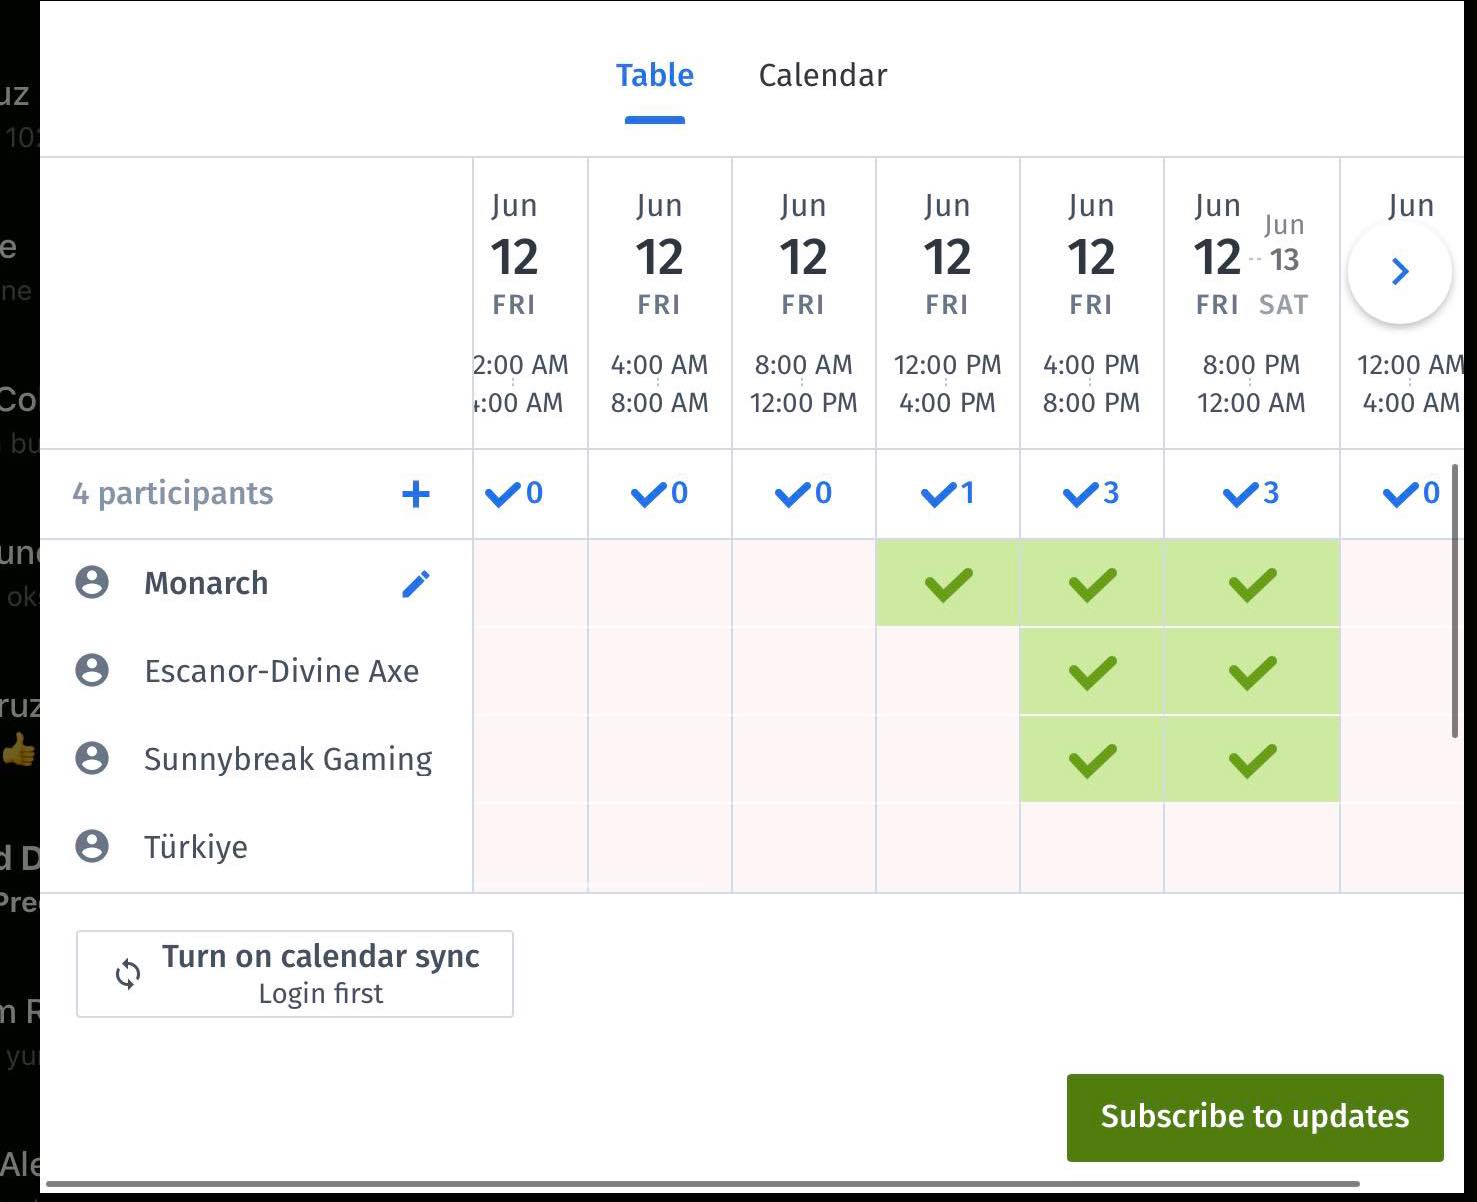 Table Calendar
Jun Jun Jun Jun Jun Jun Jun Jun
12 12 12 12 12 12 13
FRI FRI FRI FRI FRI FRI SAT
2:00 AM 4:00 AM 8:00 AM 12:00 PM 4:00 PM 8:00 PM 12:00 AM
4:00 AM 8:00 AM 12:00 PM 4:00 PM 8:00 PM 12:00 AM 4:00 AM
4 participants + 0 0 0 1 3 3 0
Monarch
Escanor-Divine Axe
Sunnybreak Gaming
Türkiye
Turn on calendar sync
Login first
Subscribe to updates